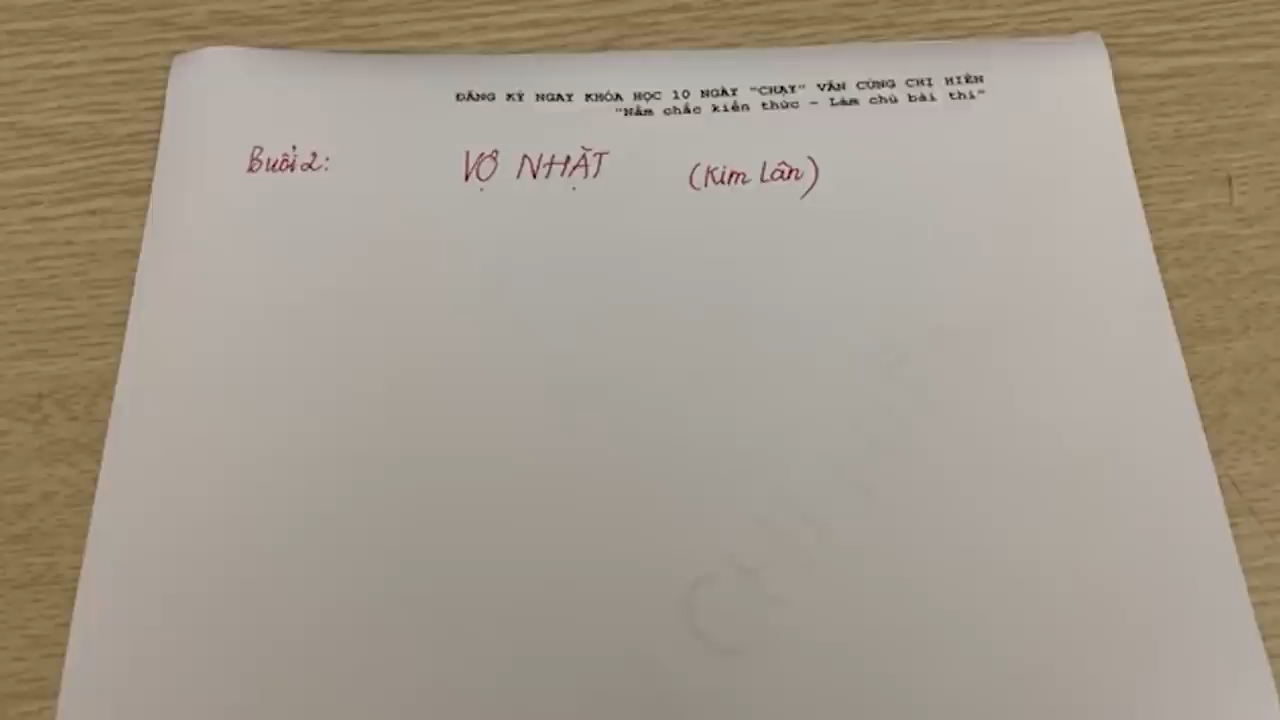 ĐĂNG KÝ NGAY KHÓA HỌC 10 NGÀY "CHẠY" VĂN CÙNG CHỊ HIÊN
"Nắm chắc kiến thức - Làm chủ bài thi"
Buổi 2: VỢ NHẶT (Kim Lân)